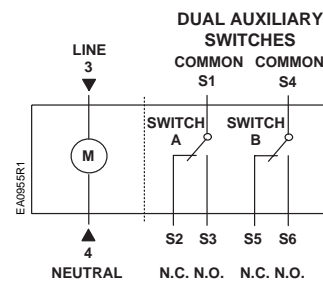 DUAL AUXILIARY
SWITCHES
LINE
3
COMMON COMMON
S1 S4
SWITCH
A
SWITCH
B
M
EA0955R1
4
S2 S3 S5 S6
NEUTRAL N.C. N.O. N.C. N.O.